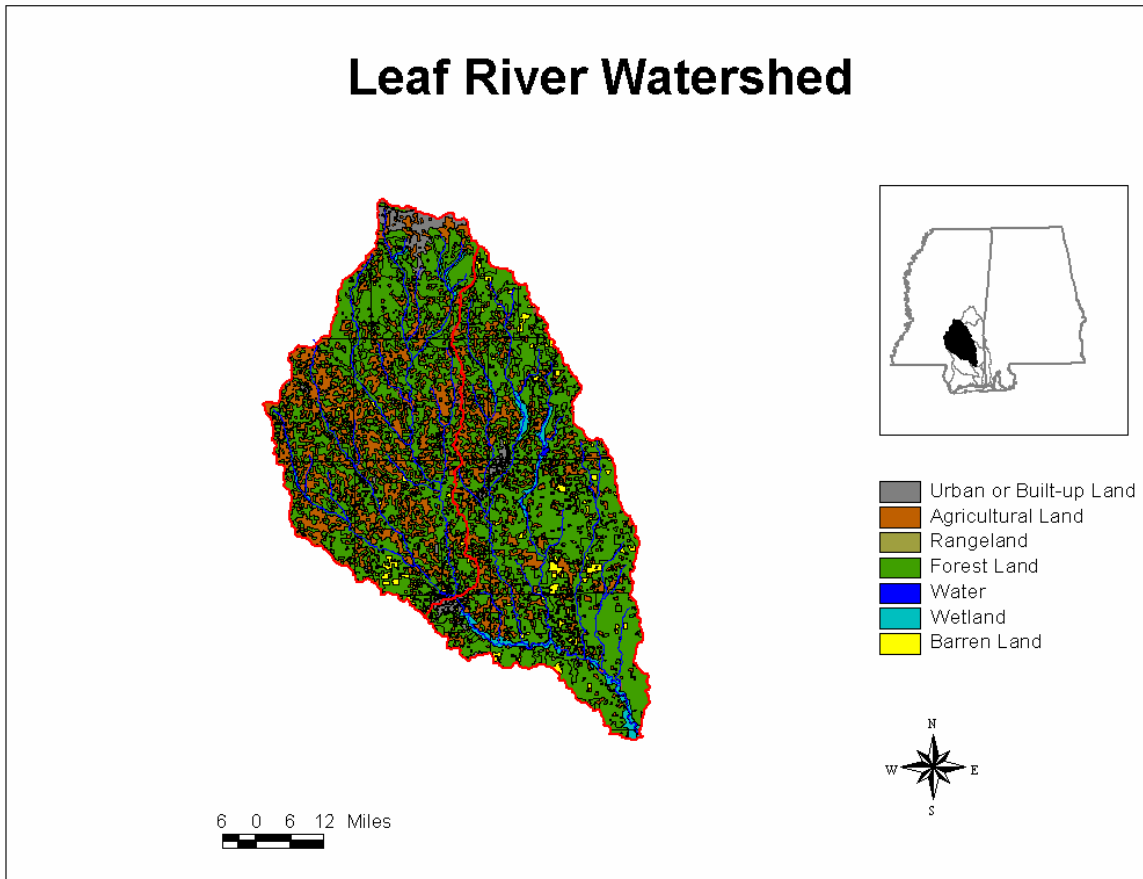 Leaf River Watershed
Urban or Built-up Land
Agricultural Land
Rangeland
Forest Land
Water
Wetland
Barren Land
N
W E
S
6 0 6 12 Miles